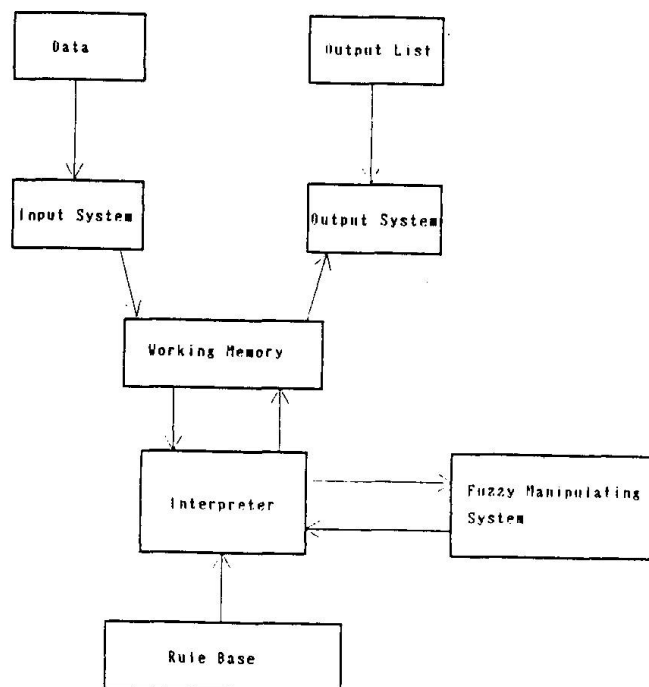 Data
Output List
Input System
Output System
Working Memory
Interpreter
Fuzzy Manipulating
System
Rule Base